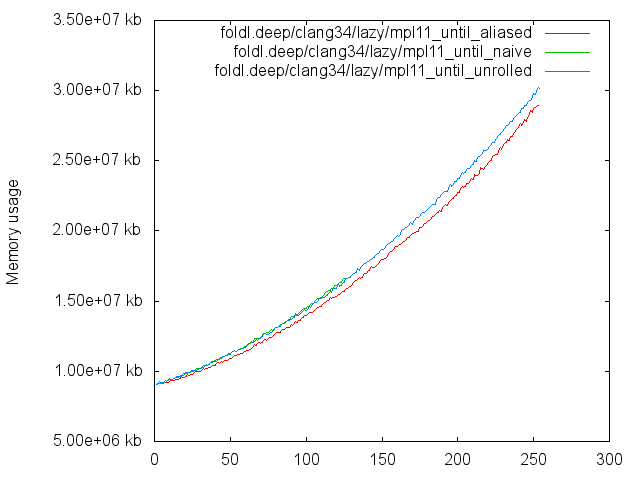 3.50e+07 kb
foldl.deep/clang34/lazy/mpl11_until_aliased
foldl.deep/clang34/lazy/mpl11_until_naive
foldl.deep/clang34/lazy/mpl11_until_unrolled
3.00e+07 kb
2.50e+07 kb
2.00e+07 kb
1.50e+07 kb
1.00e+07 kb
5.00e+06 kb
Memory usage
0 50 100 150 200 250 300